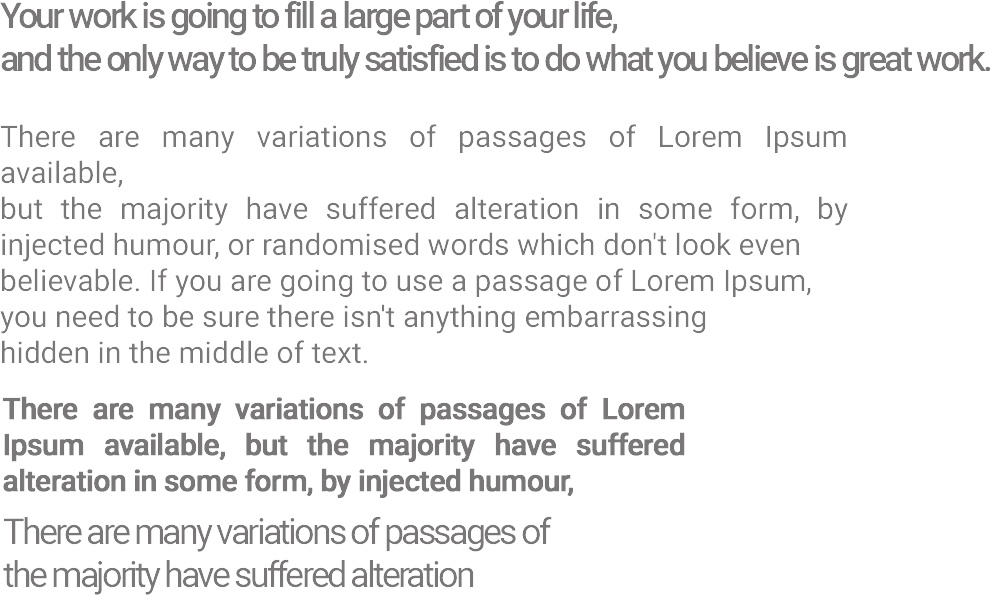 Your work is going to fill a large part of your life,
and the only way to be truly satisfied is to do what you believe is great work.
There are many variations of passages of Lorem Ipsum
available,
but the majority have suffered alteration in some form, by
injected humour, or randomised words which don't look even
believable. If you are going to use a passage of Lorem Ipsum,
you need to be sure there isn't anything embarrassing
hidden in the middle of text.
There are many variations of passages of Lorem
Ipsum available, but the majority have suffered
alteration in some form, by injected humour,
There are many variations of passages of
the majority have suffered alteration